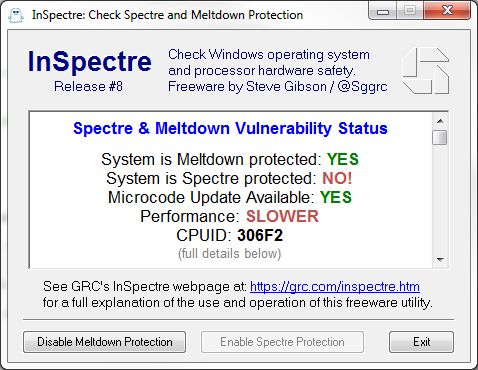 InSpectre: Check Spectre and Meltdown Protection
InSpectre
Release #8
Check Windows operating system
and processor hardware safety.
Freeware by Steve Gibson / @Sggrc
Spectre & Meltdown Vulnerability Status
System is Meltdown protected: YES
System is Spectre protected: NO!
Microcode Update Available: YES
Performance: SLOWER
CPUID: 306F2
(full details below)
See GRC's InSpectre webpage at: https://grc.com/inspectre.htm
for a full explanation of the use and operation of this freeware utility.
Disable Meltdown Protection
Enable Spectre Protection
Exit